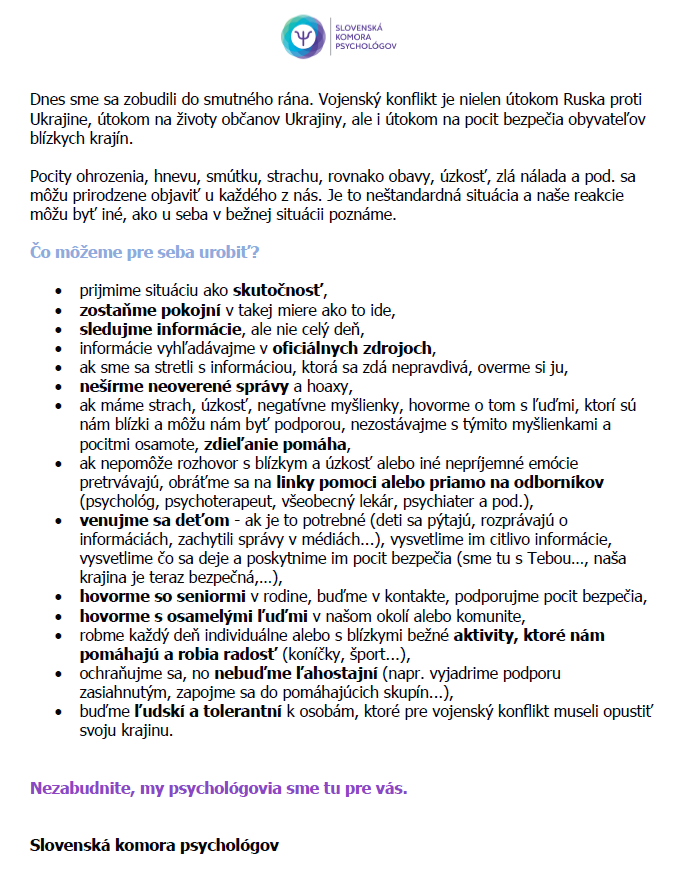 SLOVENSKÁ
KOMORA
PSYCHOLÓGOV
Dnes sme sa zobudili do smutného rána. Vojenský konflikt je nielen útokom Ruska proti
Ukrajine, útokom na životy občanov Ukrajiny, ale i útokom na pocit bezpečia obyvateľov
blízkych krajín.
Pocity ohrozenia, hnevu, smútku, strachu, rovnako obavy, úzkosť, zlá nálada a pod. sa
môžu prirodzene objaviť u každého z nás. Je to neštandardná situácia a naše reakcie
môžu byť iné, ako u seba v bežnej situácii poznáme.
Čo môžeme pre seba urobiť?
• prijmime situáciu ako skutočnosť,
• zostaňme pokojní v takej miere ako to ide,
• sledujme informácie, ale nie celý deň,
• informácie vyhľadávajme v oficiálnych zdrojoch,
• ak sme sa stretli s informáciou, ktorá sa zdá nepravdivá, overme si ju,
• nešírme neoverené správy a hoaxy,
• ak máme strach, úzkosť, negatívne myšlienky, hovorme o tom s ľuďmi, ktorí sú
nám blízki a môžu nám byť podporou, nezostávajme s týmito myšlienkami a
pocitmi osamote, zdieľanie pomáha,
• ak nepomôže rozhovor s blízkym a úzkosť alebo iné nepríjemné emócie
pretrvávajú, obráťme sa na linky pomoci alebo priamo na odborníkov
(psychológ, psychoterapeut, všeobecný lekár, psychiater a pod.),
• venujme sa deťom - ak je to potrebné (deti sa pýtajú, rozprávajú o
informáciách, zachytili správy v médiách...), vysvetlime im citlivo informácie,
vysvetlime čo sa deje a poskytnime im pocit bezpečia (sme tu s Tebou..., naša
krajina je teraz bezpečná,...),
• hovorme so seniormi v rodine, buďme v kontakte, podporujme pocit bezpečia,
• hovorme s osamelými ľuďmi v našom okolí alebo komunite,
• robme každý deň individuálne alebo s blízkymi bežné aktivity, ktoré nám
pomáhajú a robia radosť (koníčky, šport...),
• ochraňujme sa, no nebuďme ľahostajní (napr. vyjadrime podporu
zasiahnutým, zapojme sa do pomáhajúcich skupín...),
• buďme ľudskí a tolerantní k osobám, ktoré pre vojenský konflikt museli opustiť
svoju krajinu.
Nezabudnite, my psychológovia sme tu pre vás.
Slovenská komora psychológov